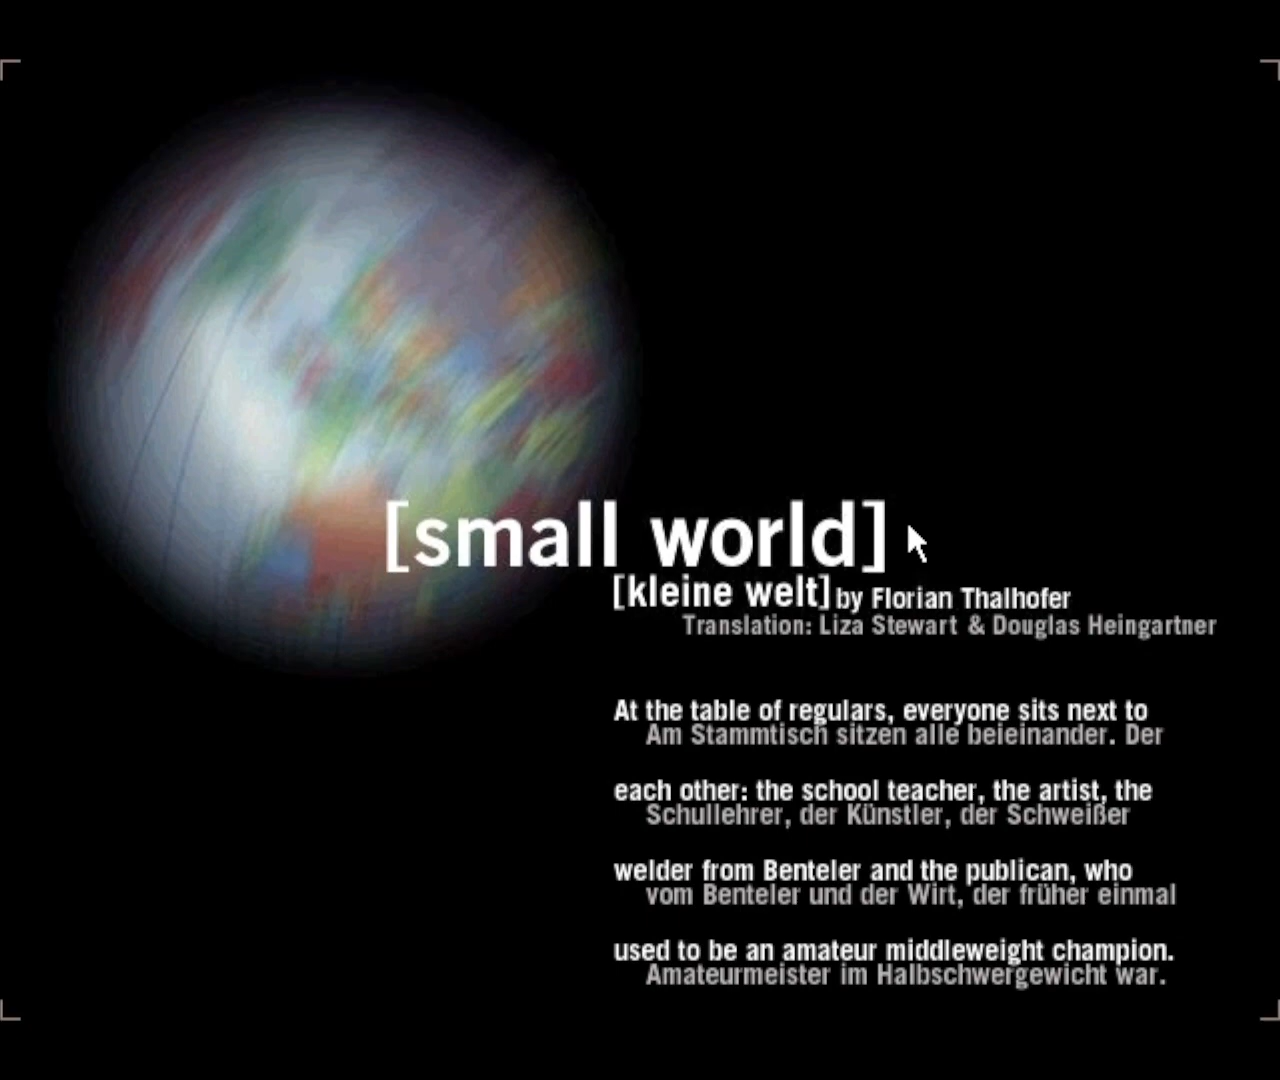 [small world]
[kleine welt] by Florian Thalhofer
Translation: Liza Stewart & Douglas Heingartner
At the table of regulars, everyone sits next to
Am Stammtisch sitzen alle beieinander. Der
each other: the school teacher, the artist, the
Schullehrer, der Künstler, der Schweißer
welder from Benteler and the publican, who
vom Benteler und der Wirt, der früher einmal
used to be an amateur middleweight champion.
Amateurmeister im Halbschwergewicht war.